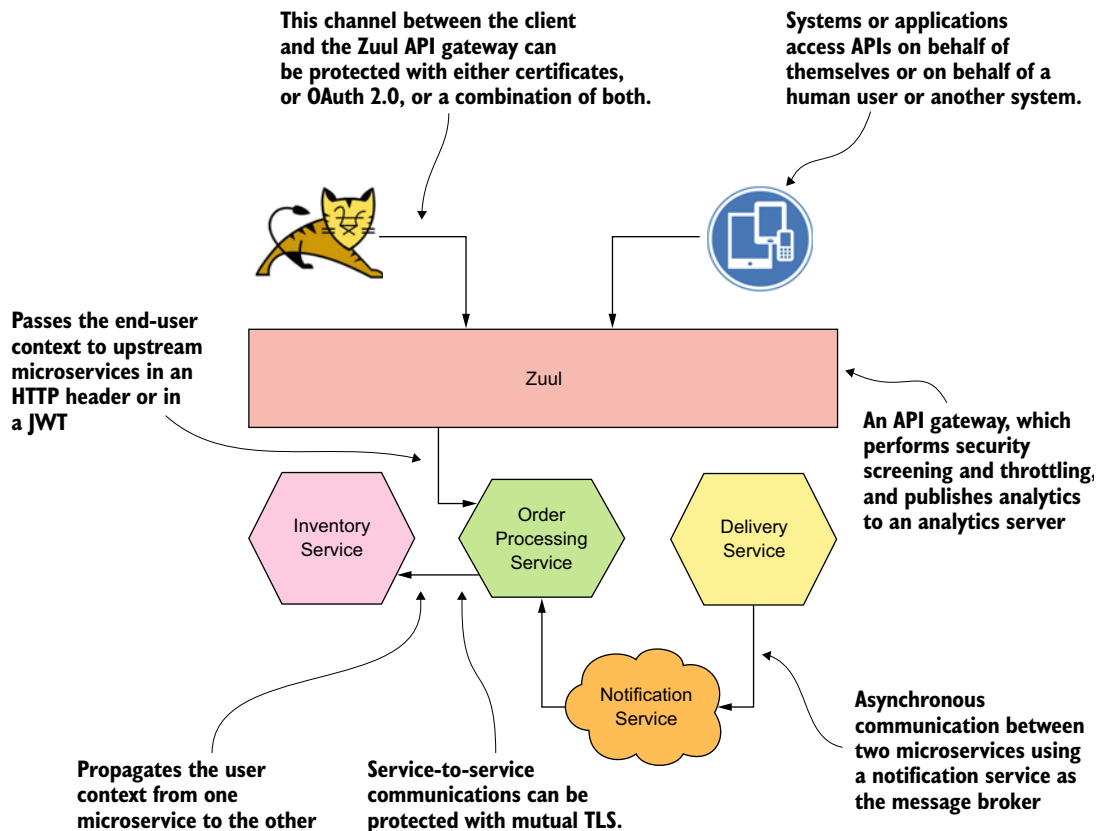 This channel between the client
and the Zuul API gateway can
be protected with either certificates,
or OAuth 2.0, or a combination of both.
Systems or applications
access APIs on behalf of
themselves or on behalf of a
human user or another system.
Passes the end-user
context to upstream
microservices in an
HTTP header or in
a JWT
Zuul
An API gateway, which
performs security
screening and throttling,
and publishes analytics
to an analytics server
Inventory
Service
Order
Processing
Service
Delivery
Service
Notification
Service
Asynchronous
communication between
two microservices using
a notification service as
the message broker
Propagates the user
context from one
microservice to the other
Service-to-service
communications can be
protected with mutual TLS.